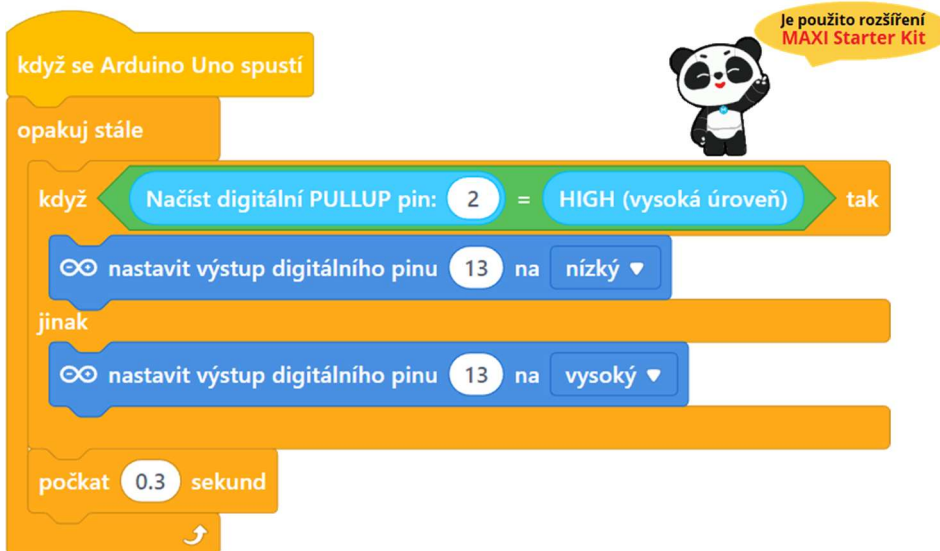 Je použito rozšíření
MAXI Starter Kit
když se Arduino Uno spustí
opakuj stále
když Načíst digitální PULLUP pin: 2 = HIGH (vysoká úroveň) tak
nastavit výstup digitálního pinu 13 na nízký
jinak
nastavit výstup digitálního pinu 13 na vysoký
počkat 0.3 sekund